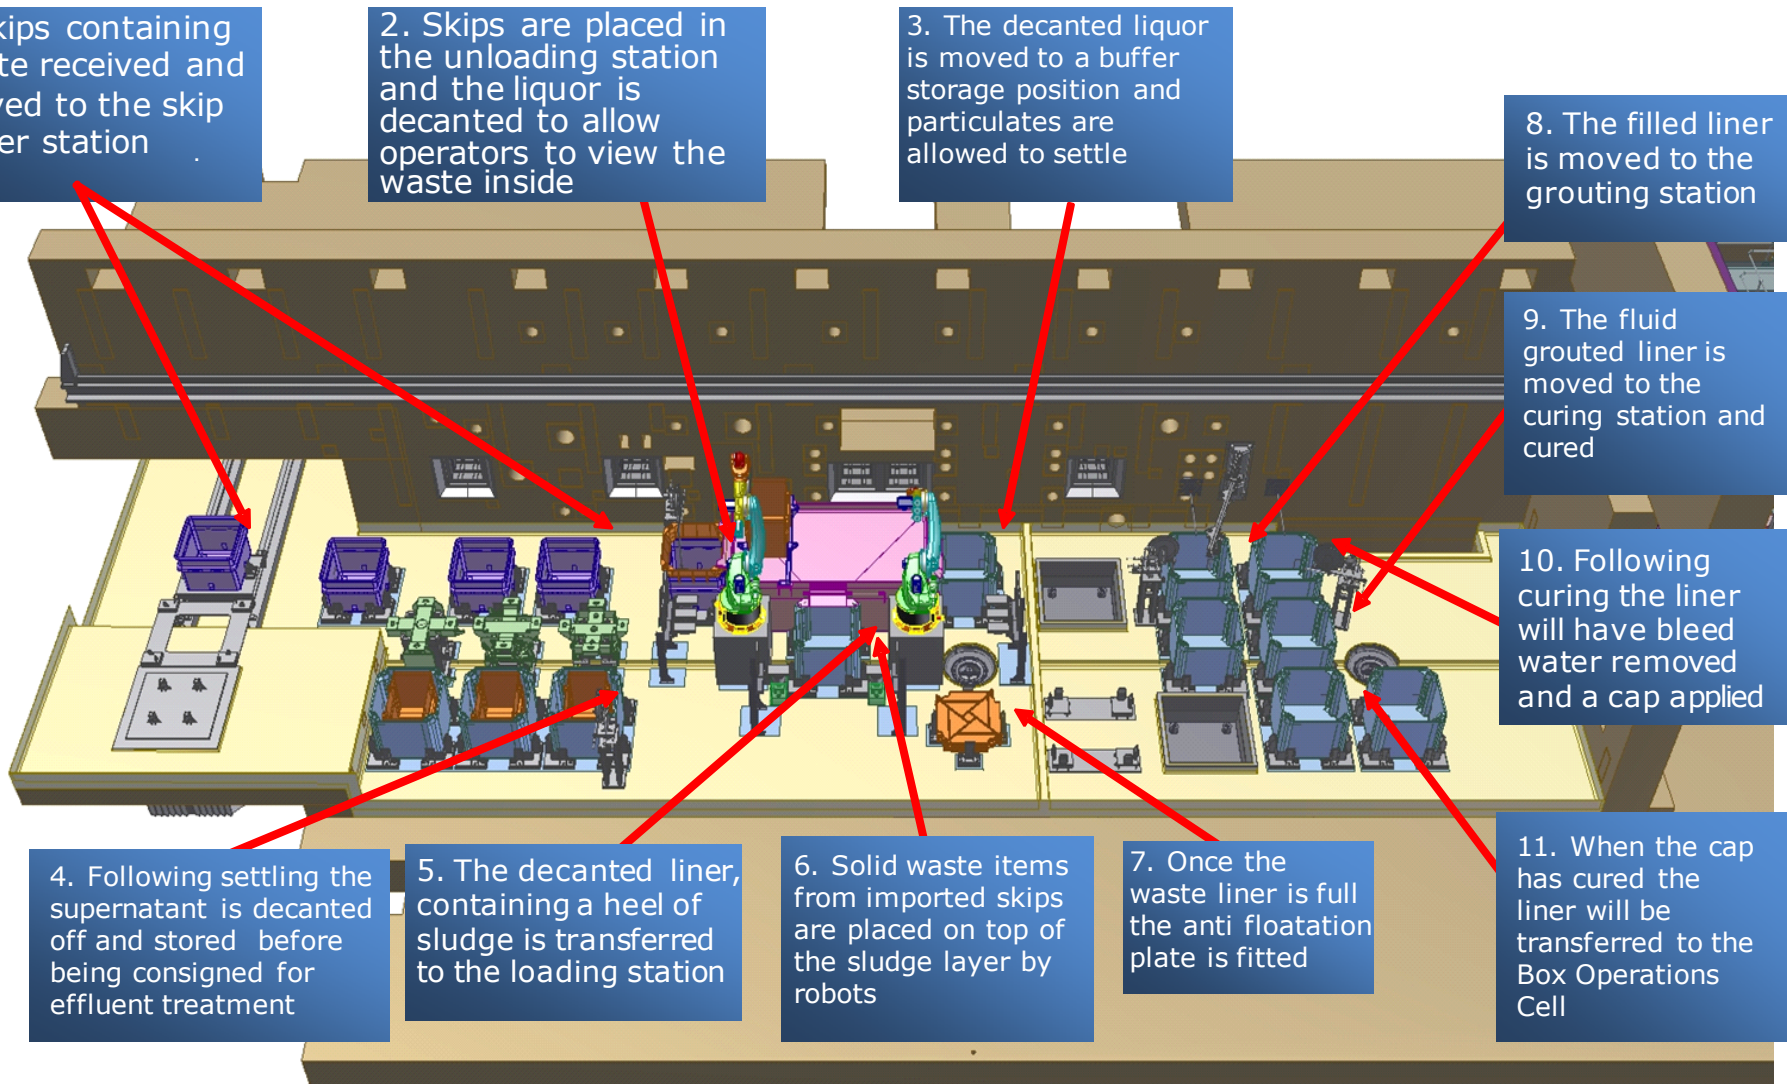 kips containing
te received and
ved to the skip
er station .
2. Skips are placed in
the unloading station
and the liquor is
decanted to allow
operators to view the
waste inside
3. The decanted liquor
is moved to a buffer
storage position and
particulates are
allowed to settle
8. The filled liner
is moved to the
grouting station
9. The fluid
grouted liner is
moved to the
curing station and
cured
10. Following
curing the liner
will have bleed
water removed
and a cap applied
4. Following settling the
supernatant is decanted
off and stored before
being consigned for
effluent treatment
5. The decanted liner,
containing a heel of
sludge is transferred
to the loading station
6. Solid waste items
from imported skips
are placed on top of
the sludge layer by
robots
7. Once the
waste liner is full
the anti floatation
plate is fitted
11. When the cap
has cured the
liner will be
transferred to the
Box Operations
Cell